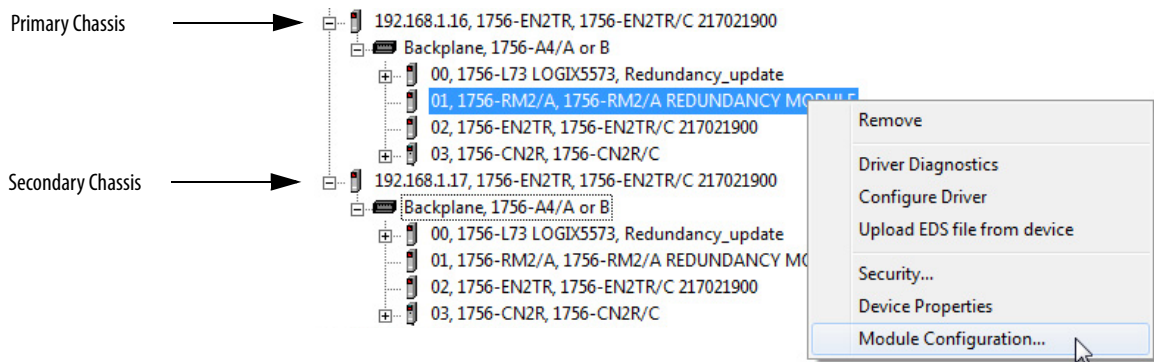 Primary Chassis
192.168.1.16, 1756-EN2TR, 1756-EN2TR/C 217021900
Backplane, 1756-A4/A or B
00, 1756-L73 LOGIX5573, Redundancy_update
01, 1756-RM2/A, 1756-RM2/A REDUNDANCY MODULE
02, 1756-EN2TR, 1756-EN2TR/C 217021900
03, 1756-CN2R, 1756-CN2R/C
Secondary Chassis
192.168.1.17, 1756-EN2TR, 1756-EN2TR/C 217021900
Backplane, 1756-A4/A or B
00, 1756-L73 LOGIX5573, Redundancy_update
01, 1756-RM2/A, 1756-RM2/A REDUNDANCY MO
02, 1756-EN2TR, 1756-EN2TR/C 217021900
03, 1756-CN2R, 1756-CN2R/C
Remove
Driver Diagnostics
Configure Driver
Upload EDS file from device
Security...
Device Properties
Module Configuration...